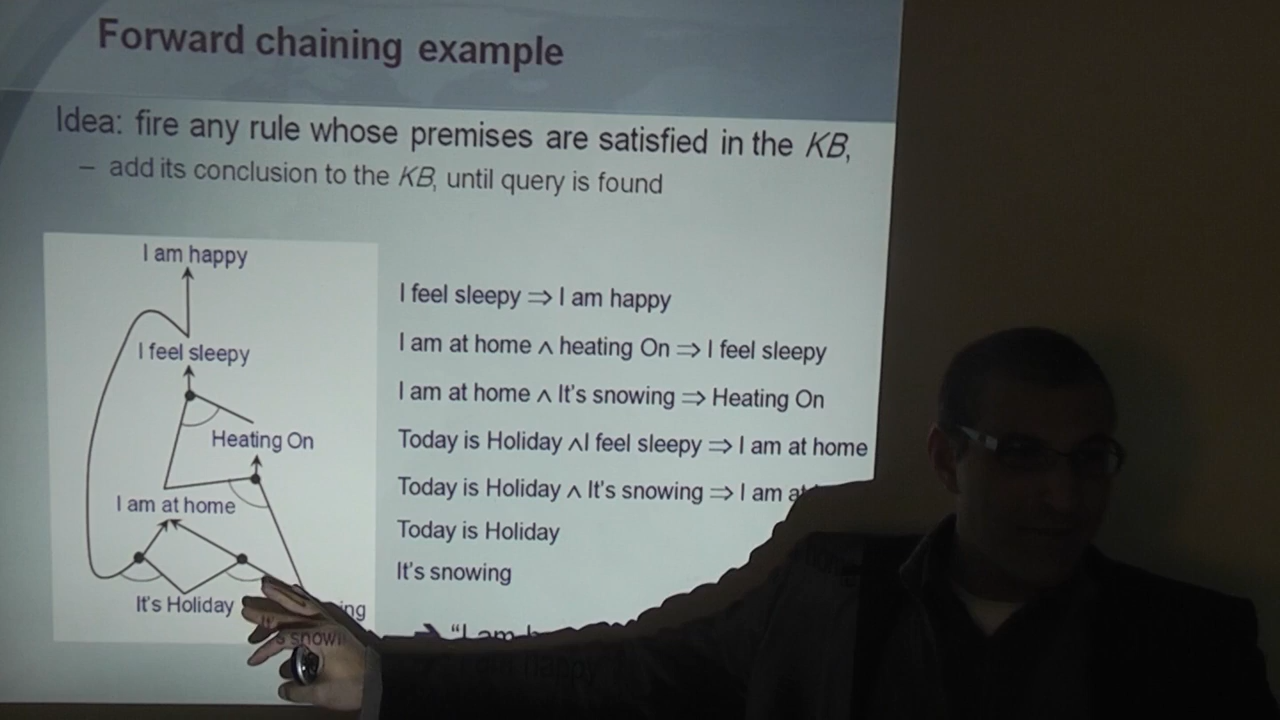 Forward chaining example
Idea: fire any rule whose premises are satisfied in the KB,
– add its conclusion to the KB, until query is found
I am happy
I feel sleepy
Heating On
I am at home
It's Holiday
I feel sleepy ⇒ I am happy
I am at home ∧ heating On ⇒ I feel sleepy
I am at home ∧ It's snowing ⇒ Heating On
Today is Holiday ∧I feel sleepy ⇒ I am at home
Today is Holiday ∧ It's snowing ⇒ I am
Today is Holiday
It's snowing
"I am
happy